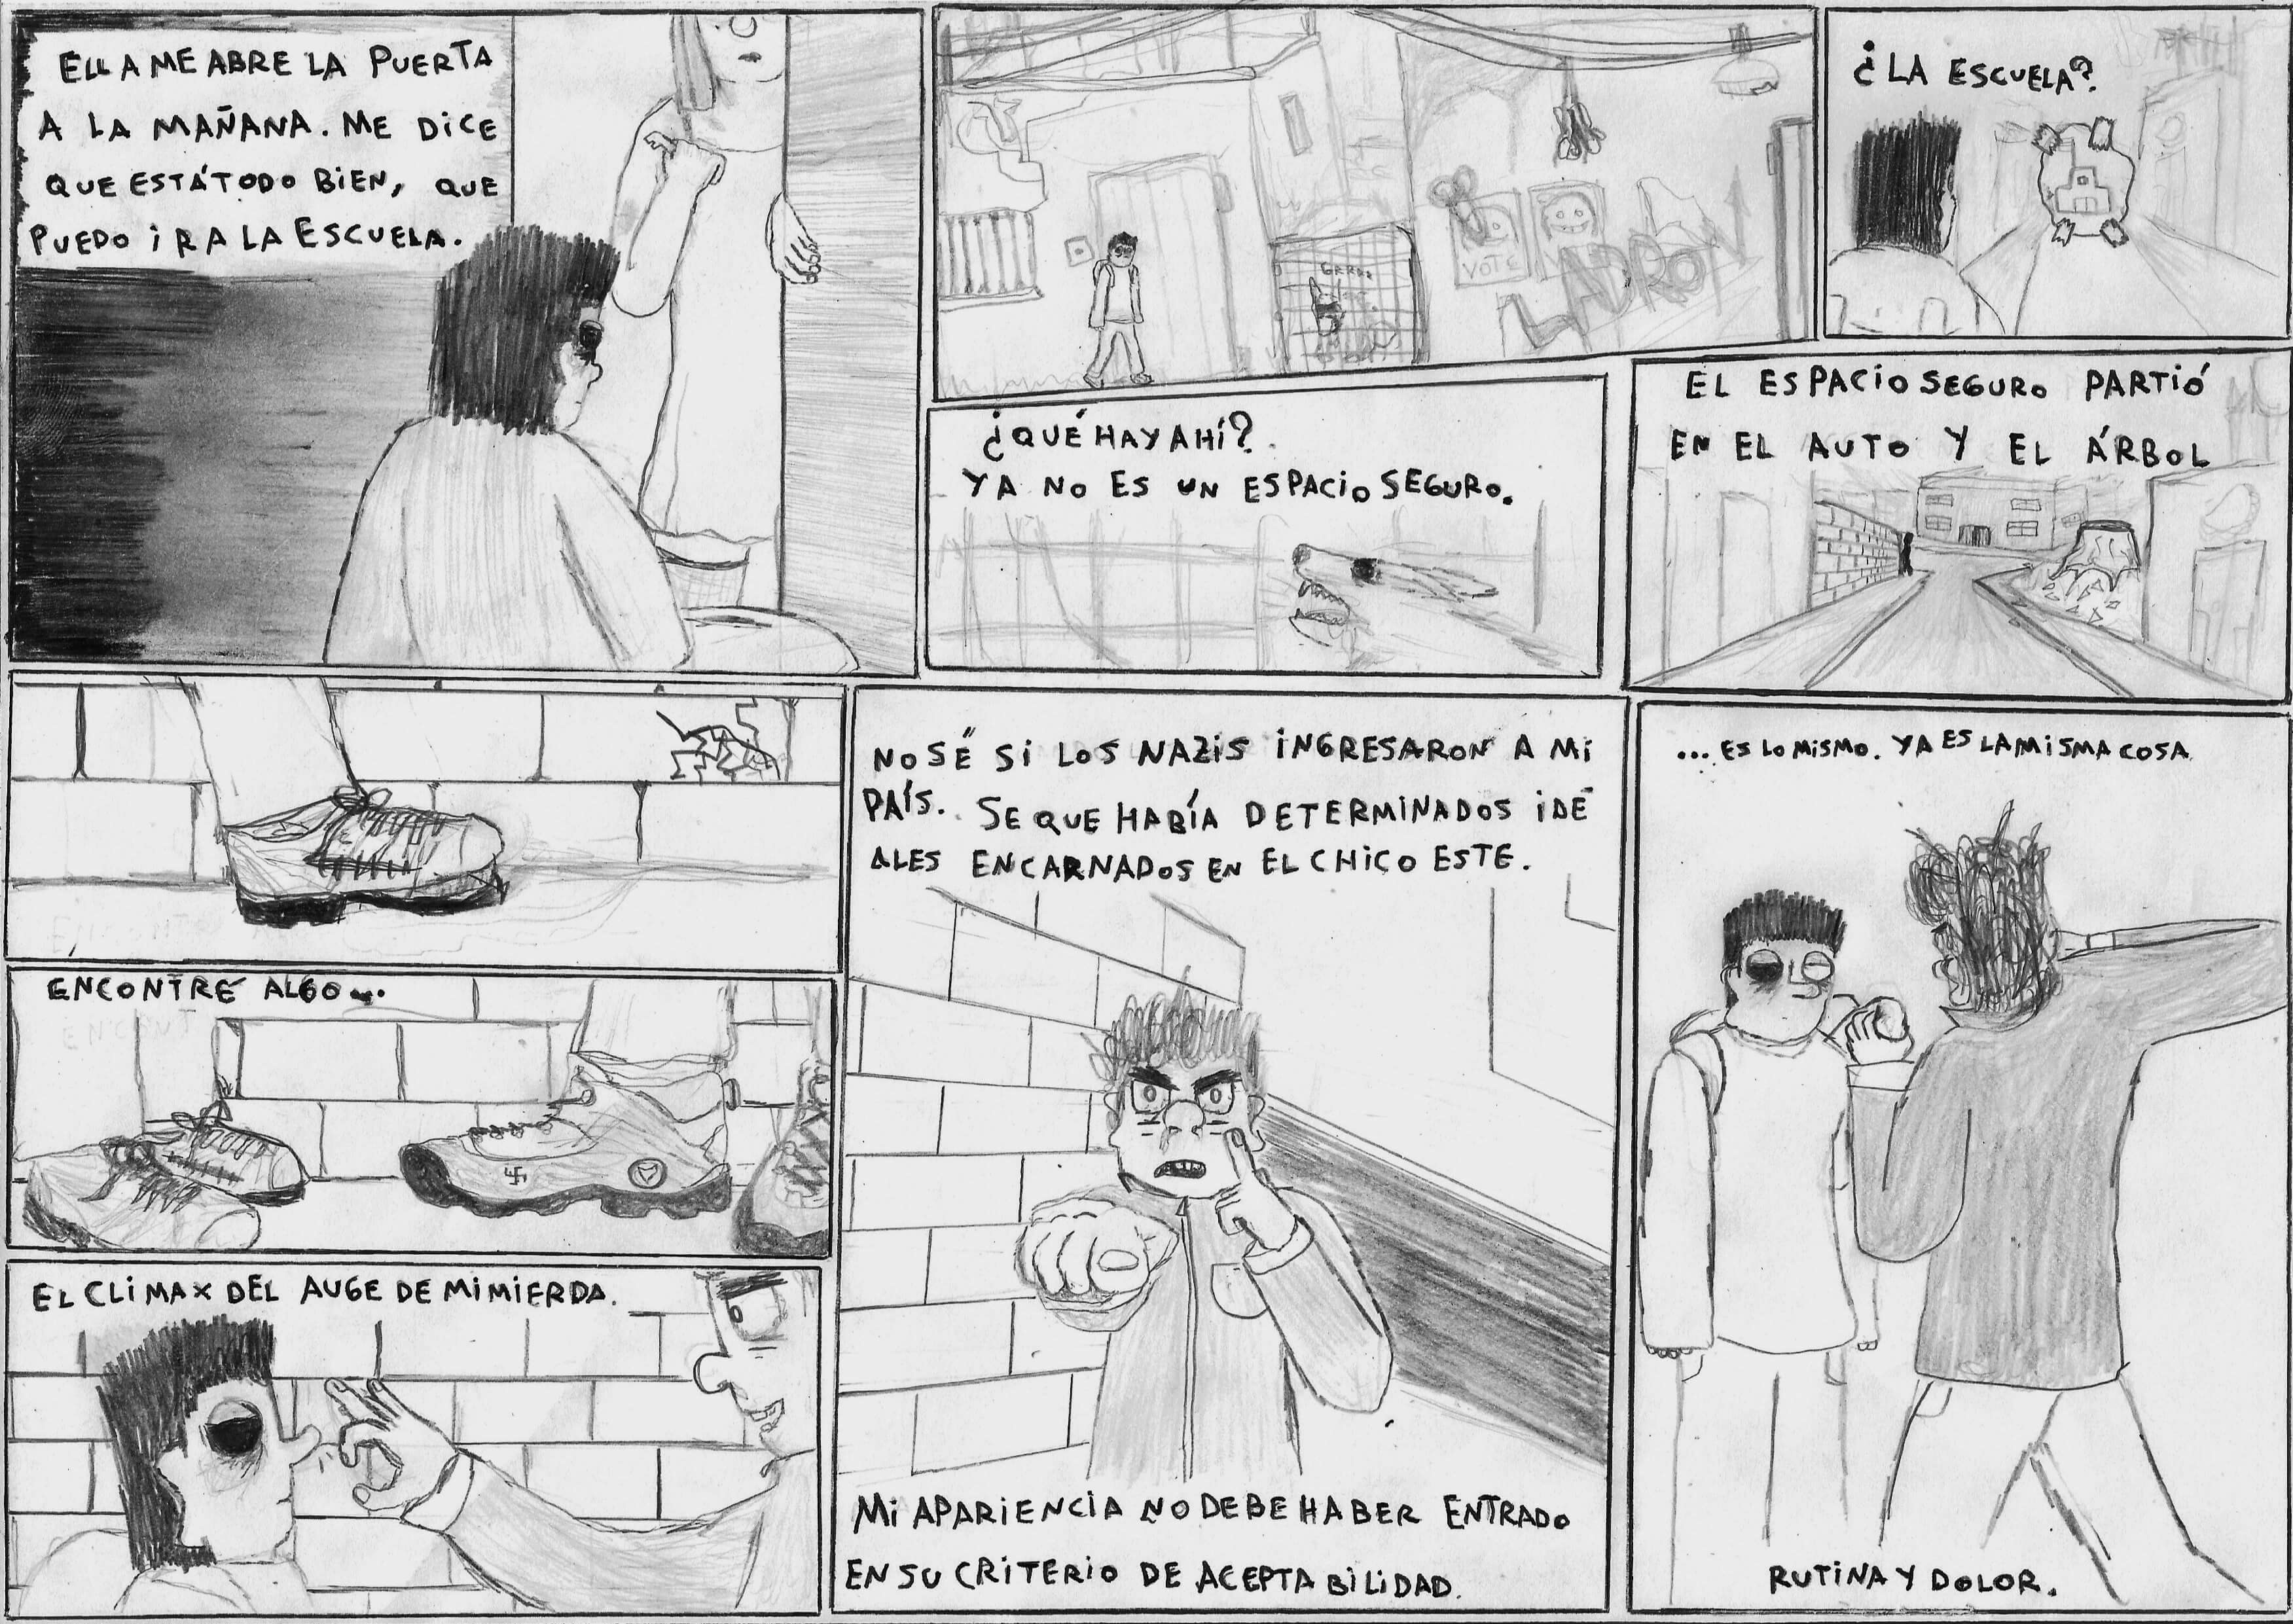 ELLA ME ABRE LA PUERTA
A LA MAÑANA. ME DICE
QUE ESTÁ TODO BIEN, QUE
PUEDO IR A LA ESCUELA.
GRRRR
VOTE
V
LADRON
¿LA ESCUELA?
¿QUÉ HAY AHÍ?
YA NO ES UN ESPACIO SEGURO.
EL ESPACIO SEGURO PARTIÓ
EN EL AUTO Y EL ÁRBOL
ENCONTRÉ ALGO...
EL CLIMAX DEL AUGE DE MI MIERDA.
NO SÉ SI LOS NAZIS INGRESARON A MI
PAÍS. SE QUE HABÍA DETERMINADOS IDE
ALES ENCARNADOS EN EL CHICO ESTE.
MI APARIENCIA NO DEBE HABER ENTRADO
EN SU CRITERIO DE ACEPTABILIDAD.
... ES LO MISMO. YA ES LA MISMA COSA
RUTINA Y DOLOR.